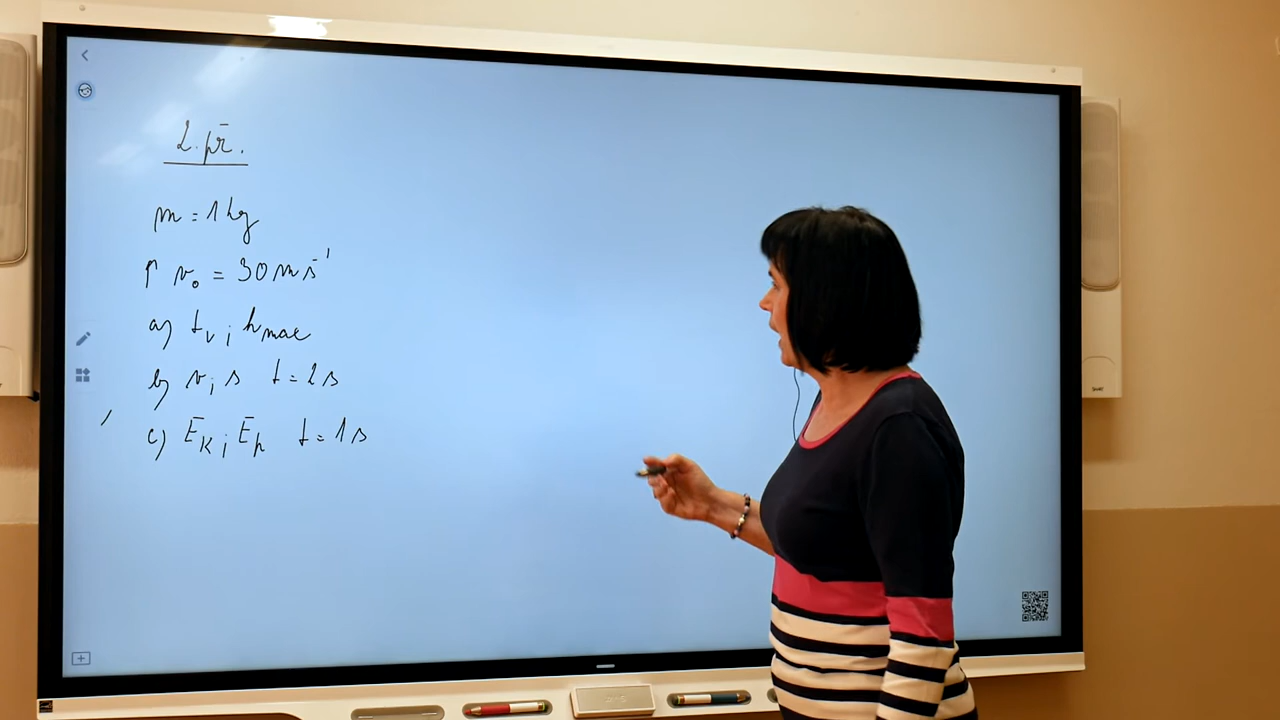 2. př.
m = 1 kg
↑ v₀ = 30 m s⁻¹
a) t_v ; h_max
b) v ; s t = 2 s
c) E_K ; E_p t = 1 s